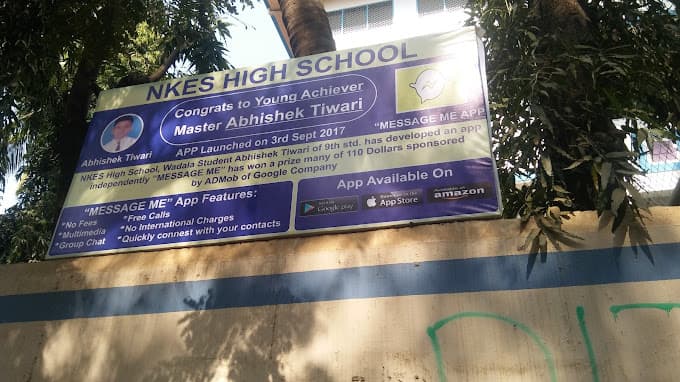 NKES HIGH SCHOOL
Congrats to Young Achiever
Master Abhishek Tiwari
APP Launched on 3rd Sept 2017
"MESSAGE ME APP
Abhishek Tiwari
NKES High School, Wadala Student Abhishek Tiwari of 9th std. has developed an app
independently "MESSAGE ME" has won a prize many of 110 Dollars sponsored
by ADMob of Google Company
"MESSAGE ME" App Features:
*No Fees
*Multimedia
*Group Chat
*Free Calls
*No International Charges
*Quickly connect with your contacts
App Available On
Google play
App Store
amazon